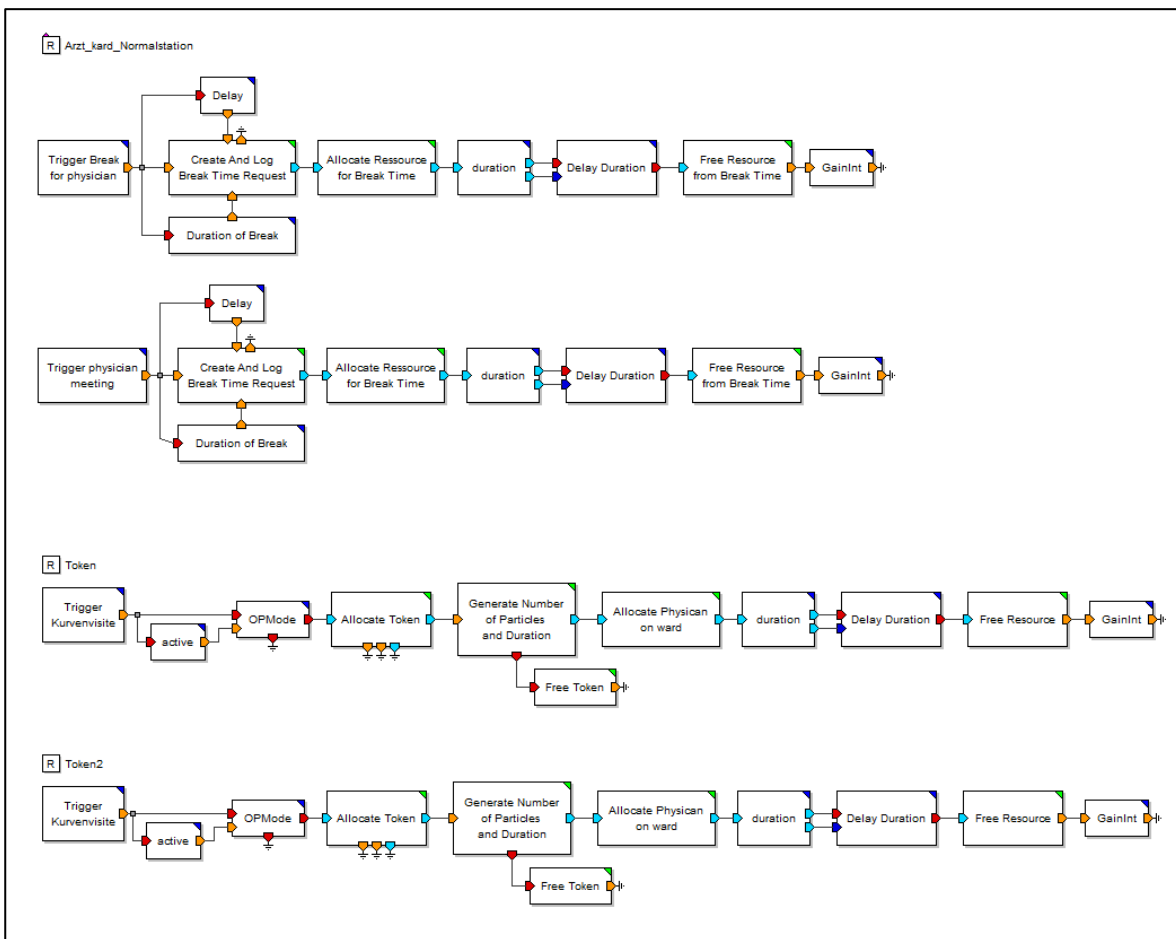 R Arzt_kard_Normalstation
Delay
Trigger Break
for physician
Create And Log
Break Time Request
Allocate Ressource
for Break Time
duration
Delay Duration
Free Resource
from Break Time
GainInt
Duration of Break
Delay
Trigger physician
meeting
Create And Log
Break Time Request
Allocate Ressource
for Break Time
duration
Delay Duration
Free Resource
from Break Time
GainInt
Duration of Break
R Token
Trigger
Kurvenvisite
active
OPMode
Allocate Token
Generate Number
of Particles
and Duration
Allocate Physican
on ward
duration
Delay Duration
Free Resource
GainInt
Free Token
R Token2
Trigger
Kurvenvisite
active
OPMode
Allocate Token
Generate Number
of Particles
and Duration
Allocate Physican
on ward
duration
Delay Duration
Free Resource
GainInt
Free Token